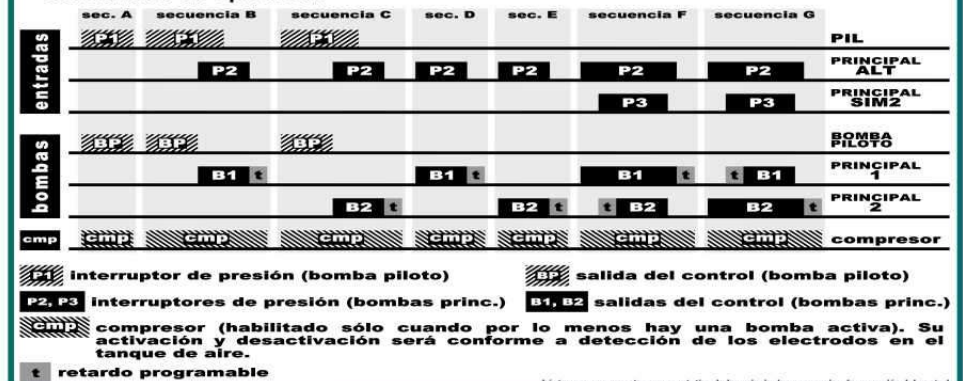 sec. A secuencia B secuencia C sec. D sec. E secuencia F secuencia G
entradas
P1 P1 P1 PIL
P2 P2 P2 P2 P2 P2 PRINCIPAL ALT
P3 P3 PRINCIPAL SIM2
bombas
BP BP BP BOMBA PILOTO
B1 t B1 t B1 t t B1 PRINCIPAL 1
B2 t B2 t t B2 B2 t PRINCIPAL 2
cmp cmp cmp cmp cmp cmp cmp cmp compresor
P1 interruptor de presión (bomba piloto)
BP salida del control (bomba piloto)
P2, P3 interruptores de presión (bombas princ.)
B1, B2 salidas del control (bombas princ.)
cmp compresor (habilitado sólo cuando por lo menos hay una bomba activa). Su
activación y desactivación será conforme a detección de los electrodos en el
tanque de aire.
t retardo programable